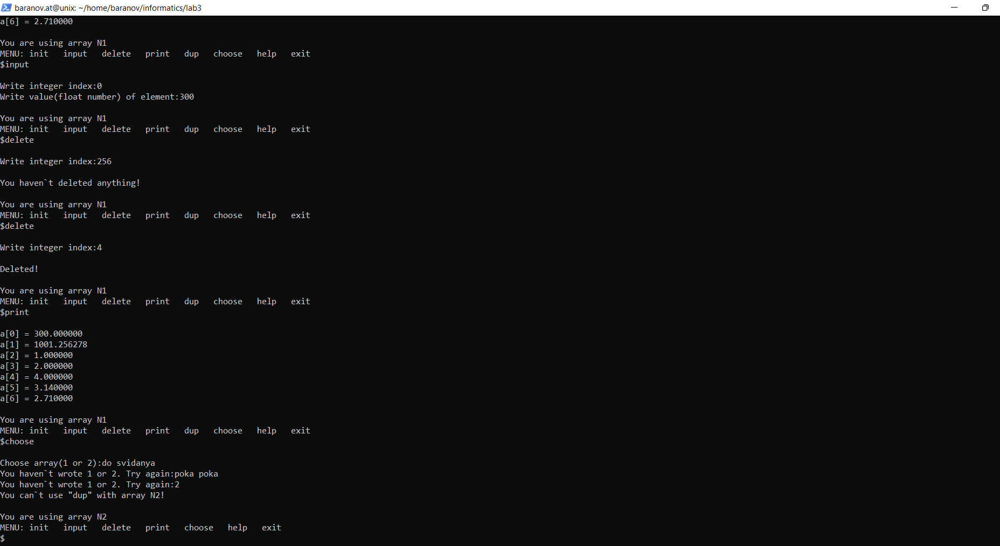 baranov.at@unix: ~/home/baranov/informatics/lab3
a[6] = 2.710000
You are using array N1
MENU: init   input   delete   print   dup   choose   help   exit
$input
Write integer index:0
Write value(float number) of element:300
You are using array N1
MENU: init   input   delete   print   dup   choose   help   exit
$delete
Write integer index:256
You haven`t deleted anything!
You are using array N1
MENU: init   input   delete   print   dup   choose   help   exit
$delete
Write integer index:4
Deleted!
You are using array N1
MENU: init   input   delete   print   dup   choose   help   exit
$print
a[0] = 300.000000
a[1] = 1001.256278
a[2] = 1.000000
a[3] = 2.000000
a[4] = 4.000000
a[5] = 3.140000
a[6] = 2.710000
You are using array N1
MENU: init   input   delete   print   dup   choose   help   exit
$choose
Choose array(1 or 2):do svidanya
You haven`t wrote 1 or 2. Try again:poka poka
You haven`t wrote 1 or 2. Try again:2
You can`t use "dup" with array N2!
You are using array N2
MENU: init   input   delete   print   choose   help   exit
$